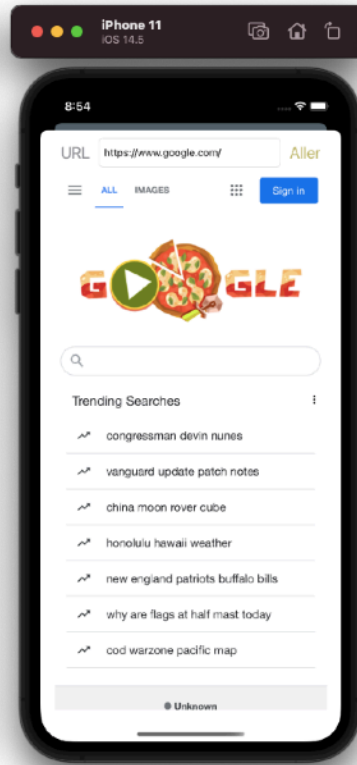 iPhone 11
iOS 14.5
8:54
URL https://www.google.com/ Aller
ALL IMAGES Sign in
GOOGLE
Trending Searches
congressman devin nunes
vanguard update patch notes
china moon rover cube
honolulu hawaii weather
new england patriots buffalo bills
why are flags at half mast today
cod warzone pacific map
Unknown